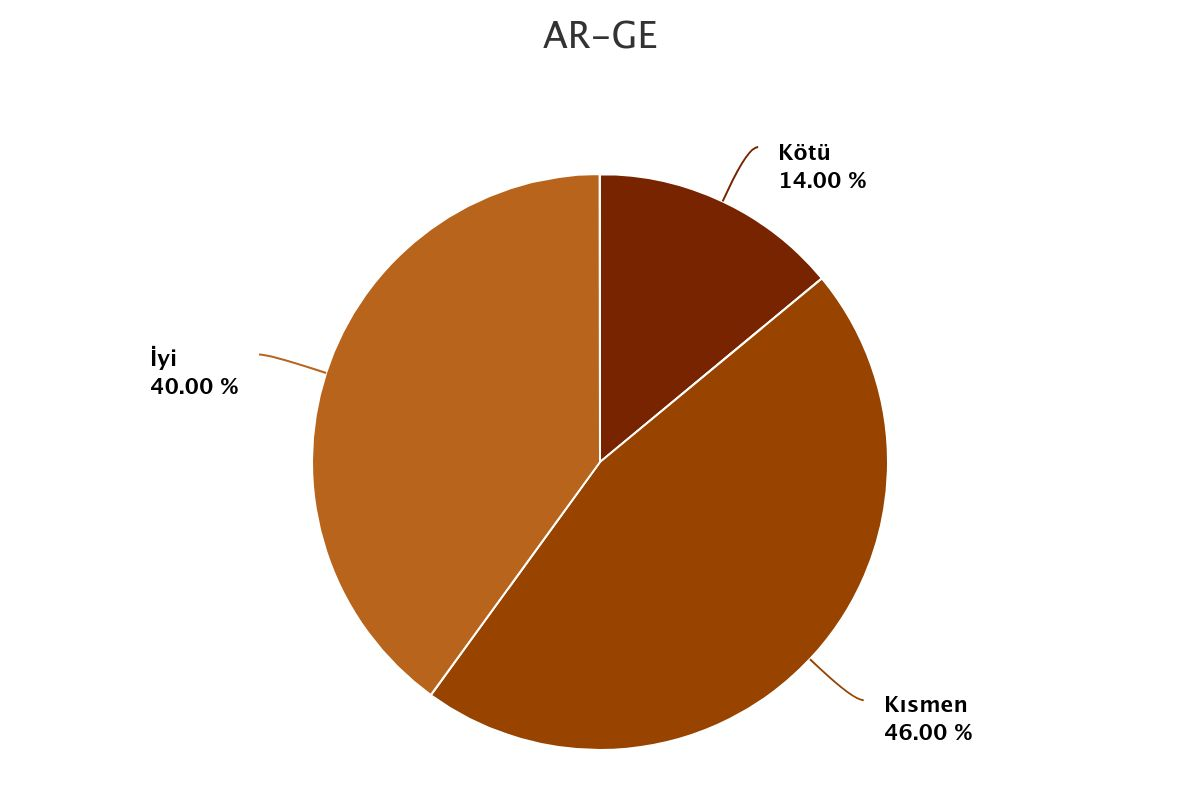 AR-GE
Kötü
14.00 %
İyi
40.00 %
Kısmen
46.00 %